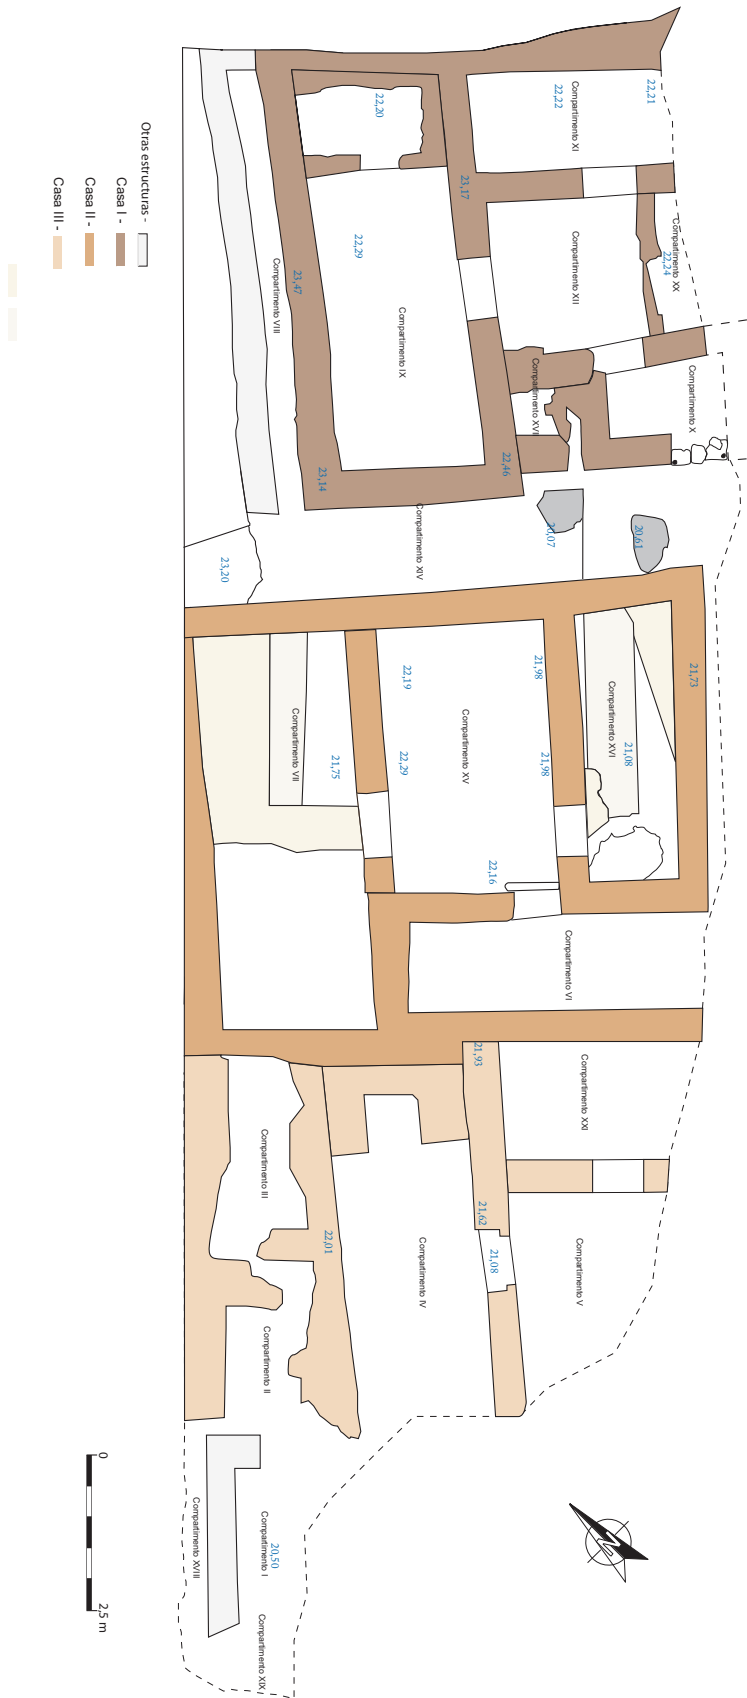 22,21
22,22
Compartimento XI
22,20
23,17
Compartimento XX
22,24
Compartimento XII
22,29
23,47
Compartimento VIII
Compartimento IX
Compartimento X
Compartimento XVI
22,46
23,14
Compartimento XIV
20,07
20,61
23,20
21,73
21,98
22,19
Compartimento XVI
21,08
Compartimento XV
Compartimento VII
21,75
22,29
21,98
22,16
Compartimento VI
21,93
Compartimento XXI
Compartimento III
22,01
21,62
21,08
Compartimento IV
Compartimento V
Compartimento II
Compartimento XVIII
Compartimento I
20,50
Compartimento XIX
Otras estructuras -
Casa I -
Casa II -
Casa III -
0
2,5 m
N